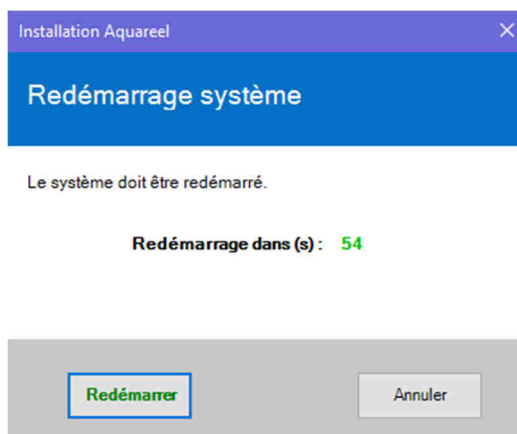 Installation Aquareel
Redémarrage système
Le système doit être redémarré.
Redémarrage dans (s) : 54
Redémarrer
Annuler